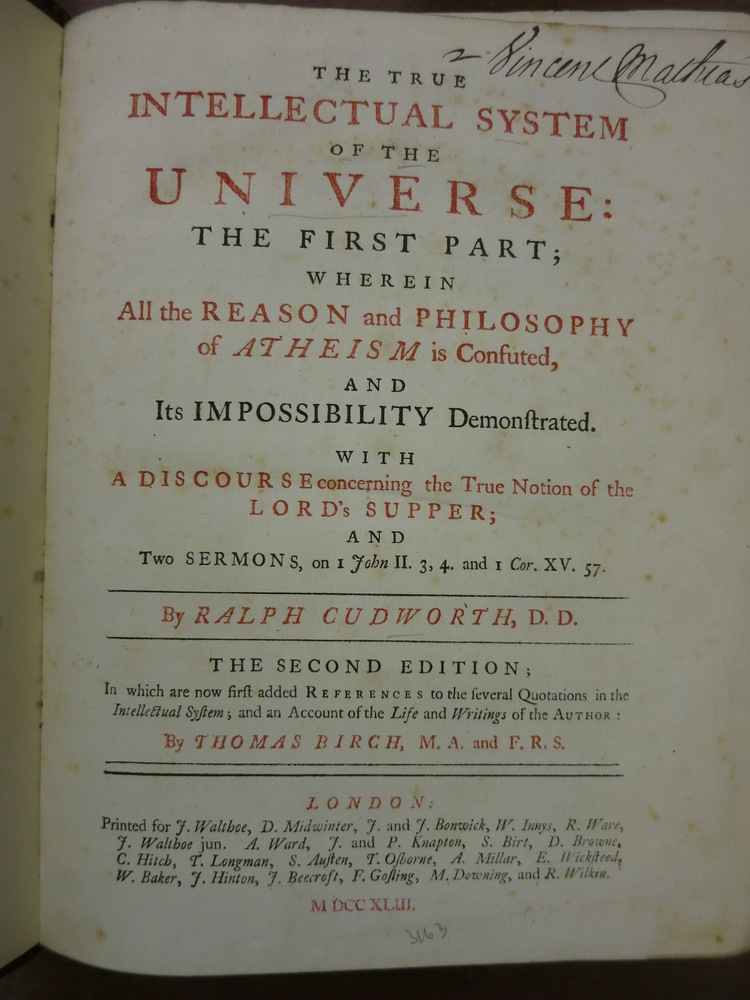 2 Vincent Mathias
THE TRUE
INTELLECTUAL SYSTEM
OF THE
UNIVERSE:
THE FIRST PART;
WHEREIN
All the REASON and PHILOSOPHY
of ATHEISM is Confuted,
AND
Its IMPOSSIBILITY Demonſtrated.
WITH
A DISCOURSE concerning the True Notion of the
LORD's SUPPER;
AND
Two SERMONS, on 1 John II. 3, 4. and 1 Cor. XV. 57.
By RALPH CUDWORTH, D. D.
THE SECOND EDITION;
In which are now firſt added REFERENCES to the ſeveral Quotations in the
Intellectual Syſtem; and an Account of the Life and Writings of the AUTHOR:
By THOMAS BIRCH, M. A. and F. R. S.
LONDON:
Printed for J. Walthoe, D. Midwinter, J. and J. Bonwick, W. Innys, R. Ware,
J. Walthoe jun. A. Ward, J. and P. Knapton, S. Birt, D. Browne,
C. Hitch, T. Longman, S. Auſten, T. Oſborne, A. Millar, E. Wickſteed,
W. Baker, J. Hinton, J. Beecroft, F. Goſling, M. Downing, and R. Wilkin.
M DCC XLIII.
3163